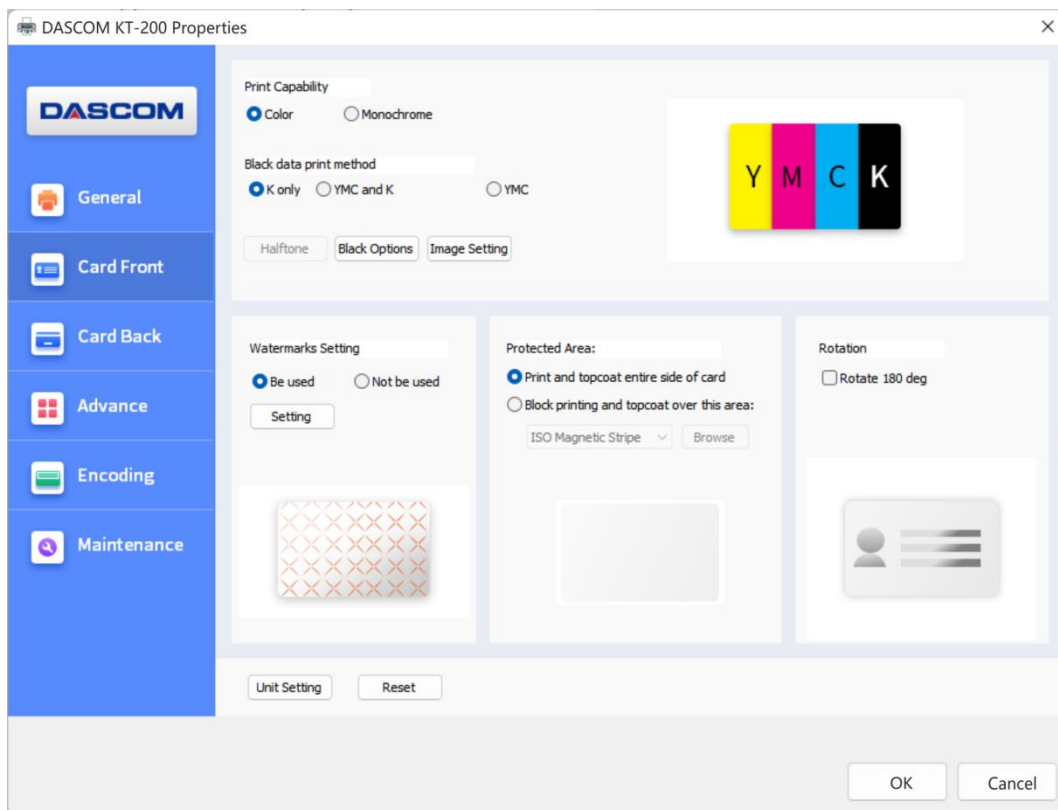 DASCOM KT-200 Properties
DASCOM
General
Card Front
Card Back
Advance
Encoding
Maintenance
Print Capability
Color Monochrome
Black data print method
K only YMC and K YMC
Halftone Black Options Image Setting
Y M C K
Watermarks Setting
Be used Not be used
Setting
Protected Area:
Print and topcoat entire side of card
Block printing and topcoat over this area:
ISO Magnetic Stripe Browse
Rotation
Rotate 180 deg
Unit Setting Reset
OK Cancel